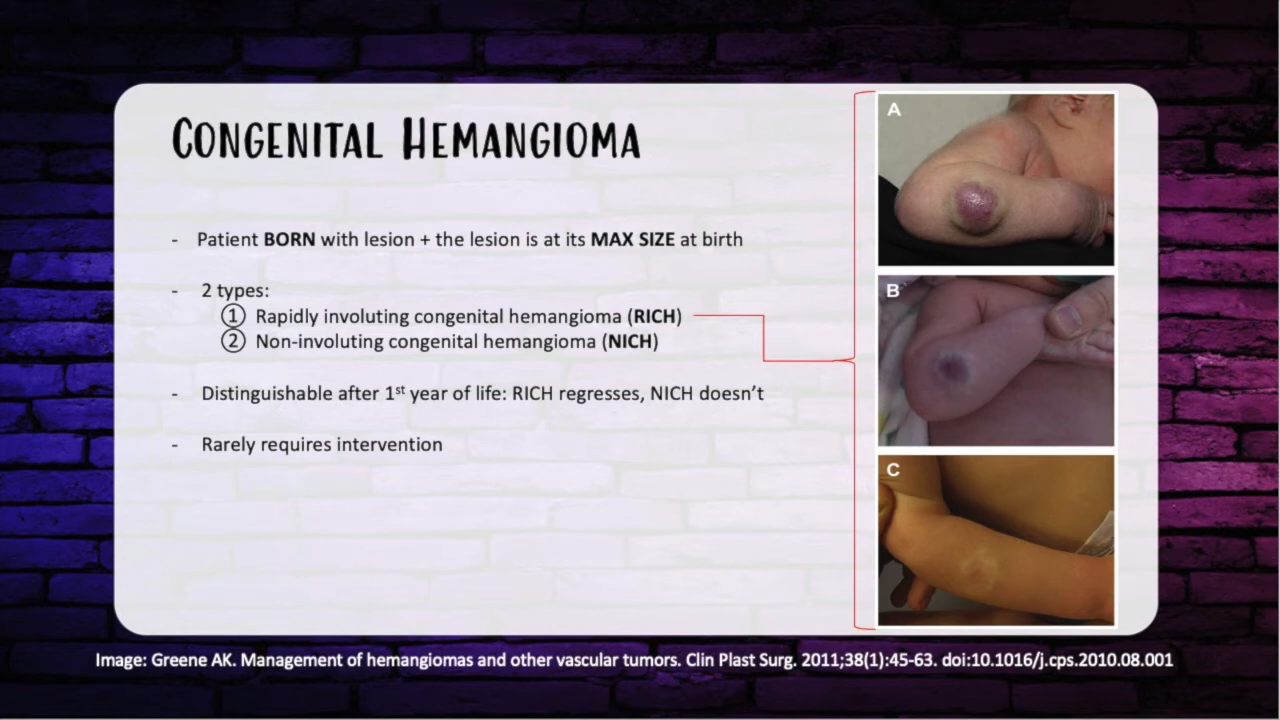 CONGENITAL HEMANGIOMA
- Patient BORN with lesion + the lesion is at its MAX SIZE at birth
- 2 types:
① Rapidly involuting congenital hemangioma (RICH)
② Non-involuting congenital hemangioma (NICH)
- Distinguishable after 1st year of life: RICH regresses, NICH doesn’t
- Rarely requires intervention
A
B
C
Image: Greene AK. Management of hemangiomas and other vascular tumors. Clin Plast Surg. 2011;38(1):45-63. doi:10.1016/j.cps.2010.08.001